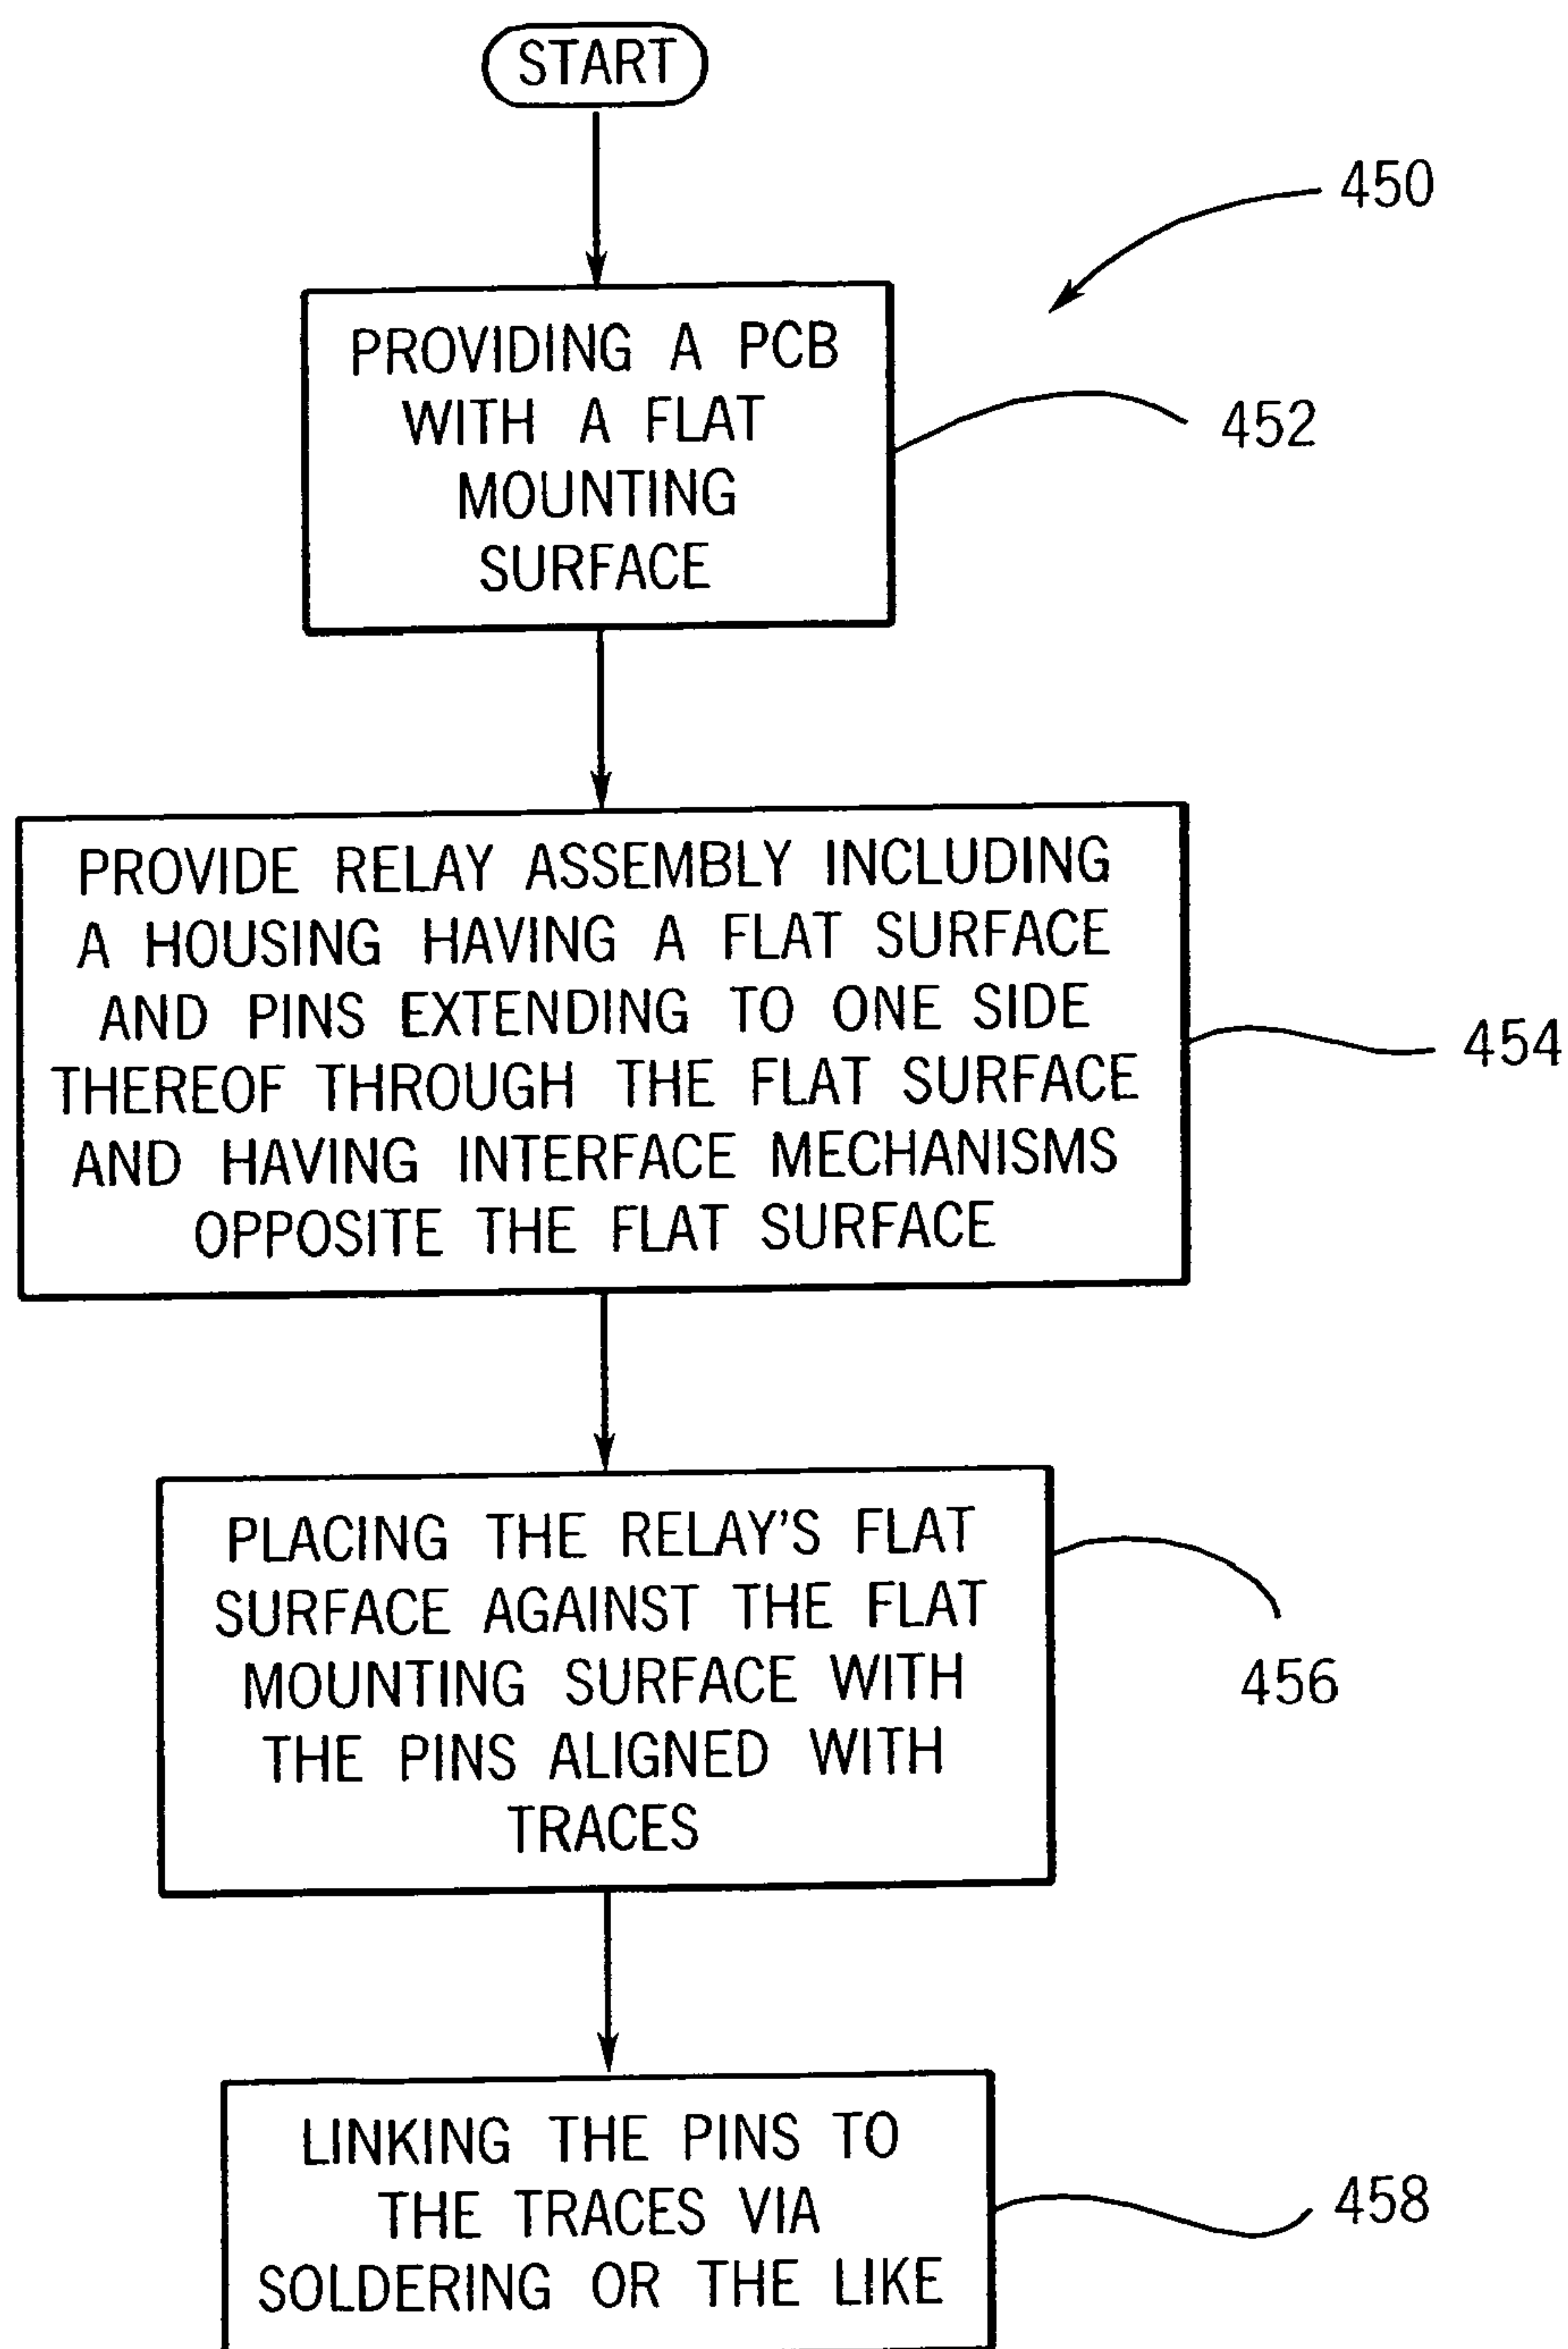 START
450
PROVIDING A PCB
WITH A FLAT
MOUNTING
SURFACE
452
PROVIDE RELAY ASSEMBLY INCLUDING
A HOUSING HAVING A FLAT SURFACE
AND PINS EXTENDING TO ONE SIDE
THEREOF THROUGH THE FLAT SURFACE
AND HAVING INTERFACE MECHANISMS
OPPOSITE THE FLAT SURFACE
454
PLACING THE RELAY'S FLAT
SURFACE AGAINST THE FLAT
MOUNTING SURFACE WITH
THE PINS ALIGNED WITH
TRACES
456
LINKING THE PINS TO
THE TRACES VIA
SOLDERING OR THE LIKE
458